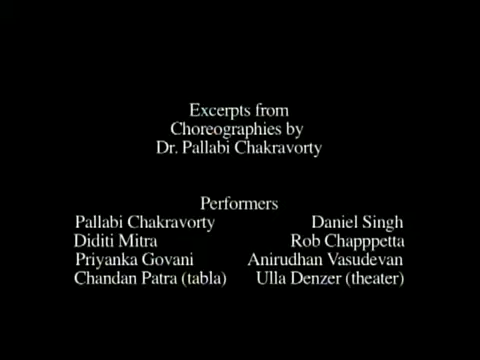 Excerpts from
Choreographies by
Dr. Pallabi Chakravorty
Performers
Pallabi Chakravorty Daniel Singh
Diditi Mitra Rob Chapppetta
Priyanka Govani Anirudhan Vasudevan
Chandan Patra (tabla) Ulla Denzer (theater)